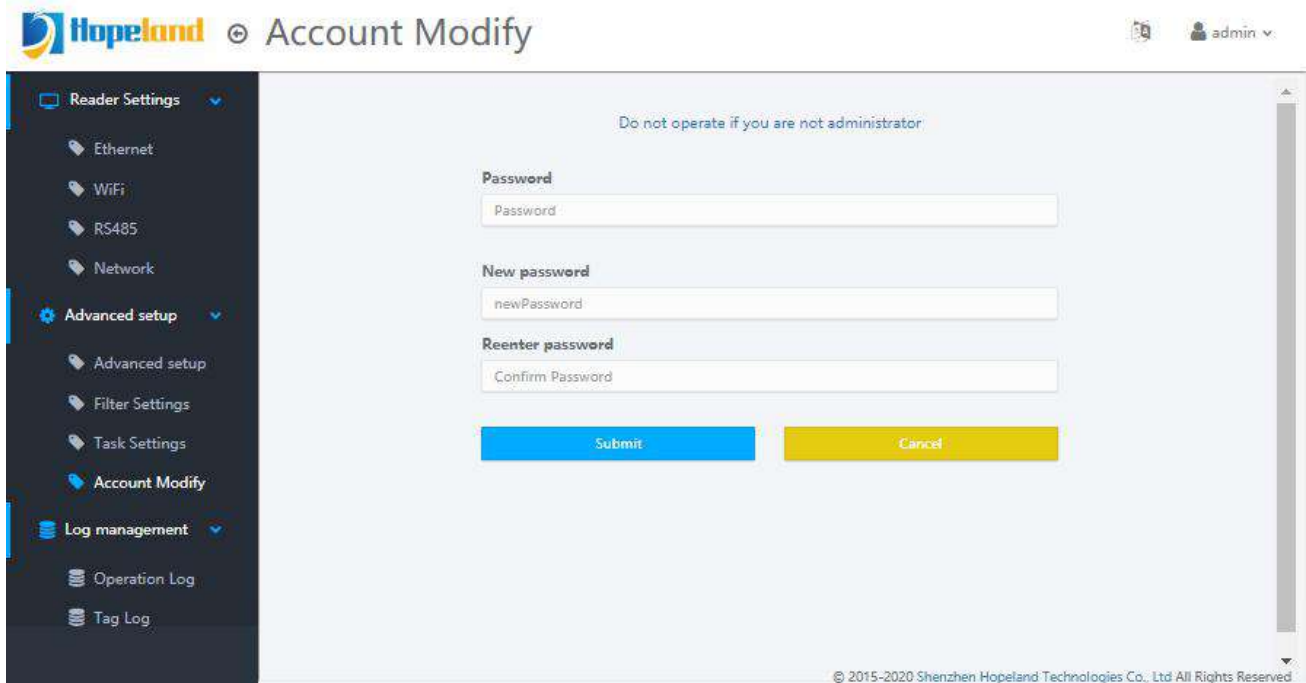 Hopeland Account Modify admin
Reader Settings
Ethernet
WiFi
RS485
Network
Advanced setup
Advanced setup
Filter Settings
Task Settings
Account Modify
Log management
Operation Log
Tag Log
Do not operate if you are not administrator
Password
Password
New password
newPassword
Reenter password
Confirm Password
Submit Cancel
© 2015-2020 Shenzhen Hopeland Technologies Co., Ltd All Rights Reserved